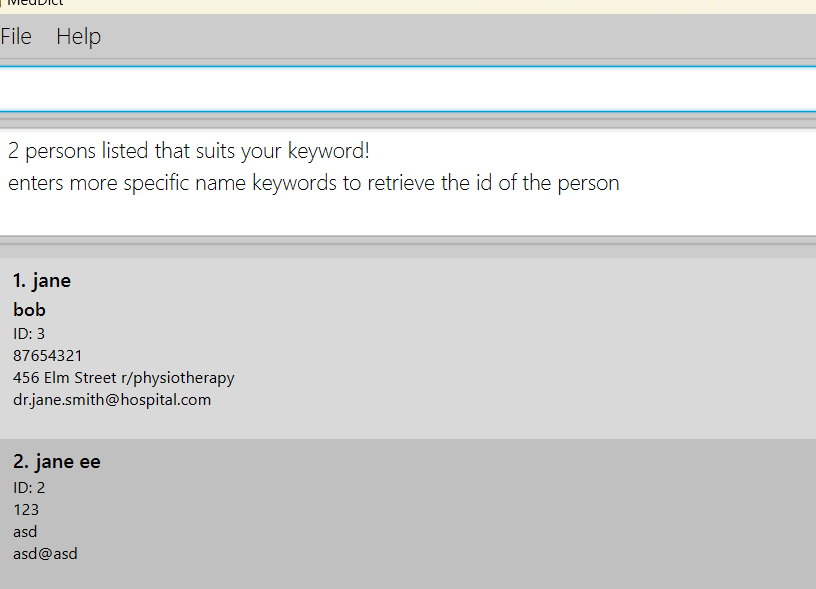 MedDict
File Help
2 persons listed that suits your keyword!
enters more specific name keywords to retrieve the id of the person
1. jane
bob
ID: 3
87654321
456 Elm Street r/physiotherapy
dr.jane.smith@hospital.com
2. jane ee
ID: 2
123
asd
asd@asd